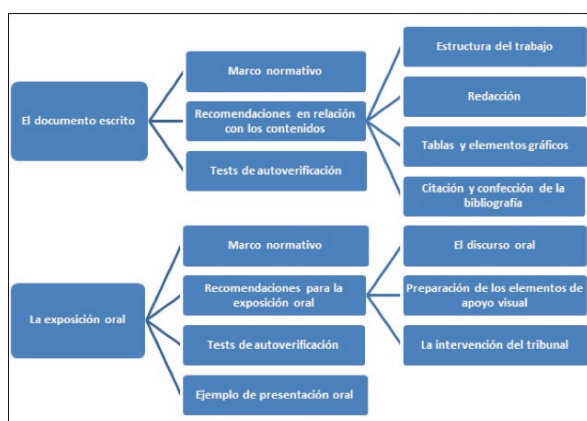 El documento escrito
Marco normativo
Recomendaciones en relación
con los contenidos
Tests de autoverificación
Estructura del trabajo
Redacción
Tablas y elementos gráficos
Citación y confección de la
bibliografía
La exposición oral
Marco normativo
Recomendaciones para la
exposición oral
Tests de autoverificación
Ejemplo de presentación oral
El discurso oral
Preparación de los elementos de
apoyo visual
La intervención del tribunal